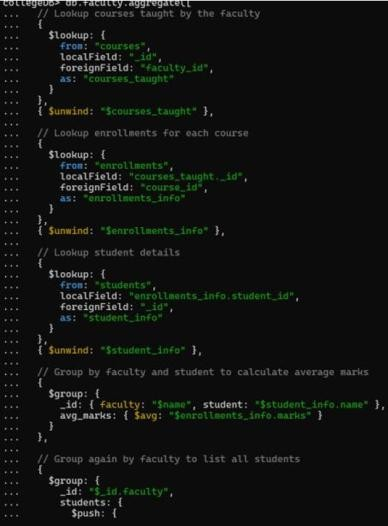 collegeDB> db.faculty.aggregate([
... // Lookup courses taught by the faculty
... {
... $lookup: {
... from: "courses",
... localField: "_id",
... foreignField: "faculty_id",
... as: "courses_taught"
... }
... },
... { $unwind: "$courses_taught" },
...
... // Lookup enrollments for each course
... {
... $lookup: {
... from: "enrollments",
... localField: "courses_taught._id",
... foreignField: "course_id",
... as: "enrollments_info"
... }
... },
... { $unwind: "$enrollments_info" },
...
... // Lookup student details
... {
... $lookup: {
... from: "students",
... localField: "enrollments_info.student_id",
... foreignField: "_id",
... as: "student_info"
... }
... },
... { $unwind: "$student_info" },
...
... // Group by faculty and student to calculate average marks
... {
... $group: {
... _id: { faculty: "$name", student: "$student_info.name" },
... avg_marks: { $avg: "$enrollments_info.marks" }
... }
... },
...
... // Group again by faculty to list all students
... {
... $group: {
... _id: "$_id.faculty",
... students: {
... $push: {